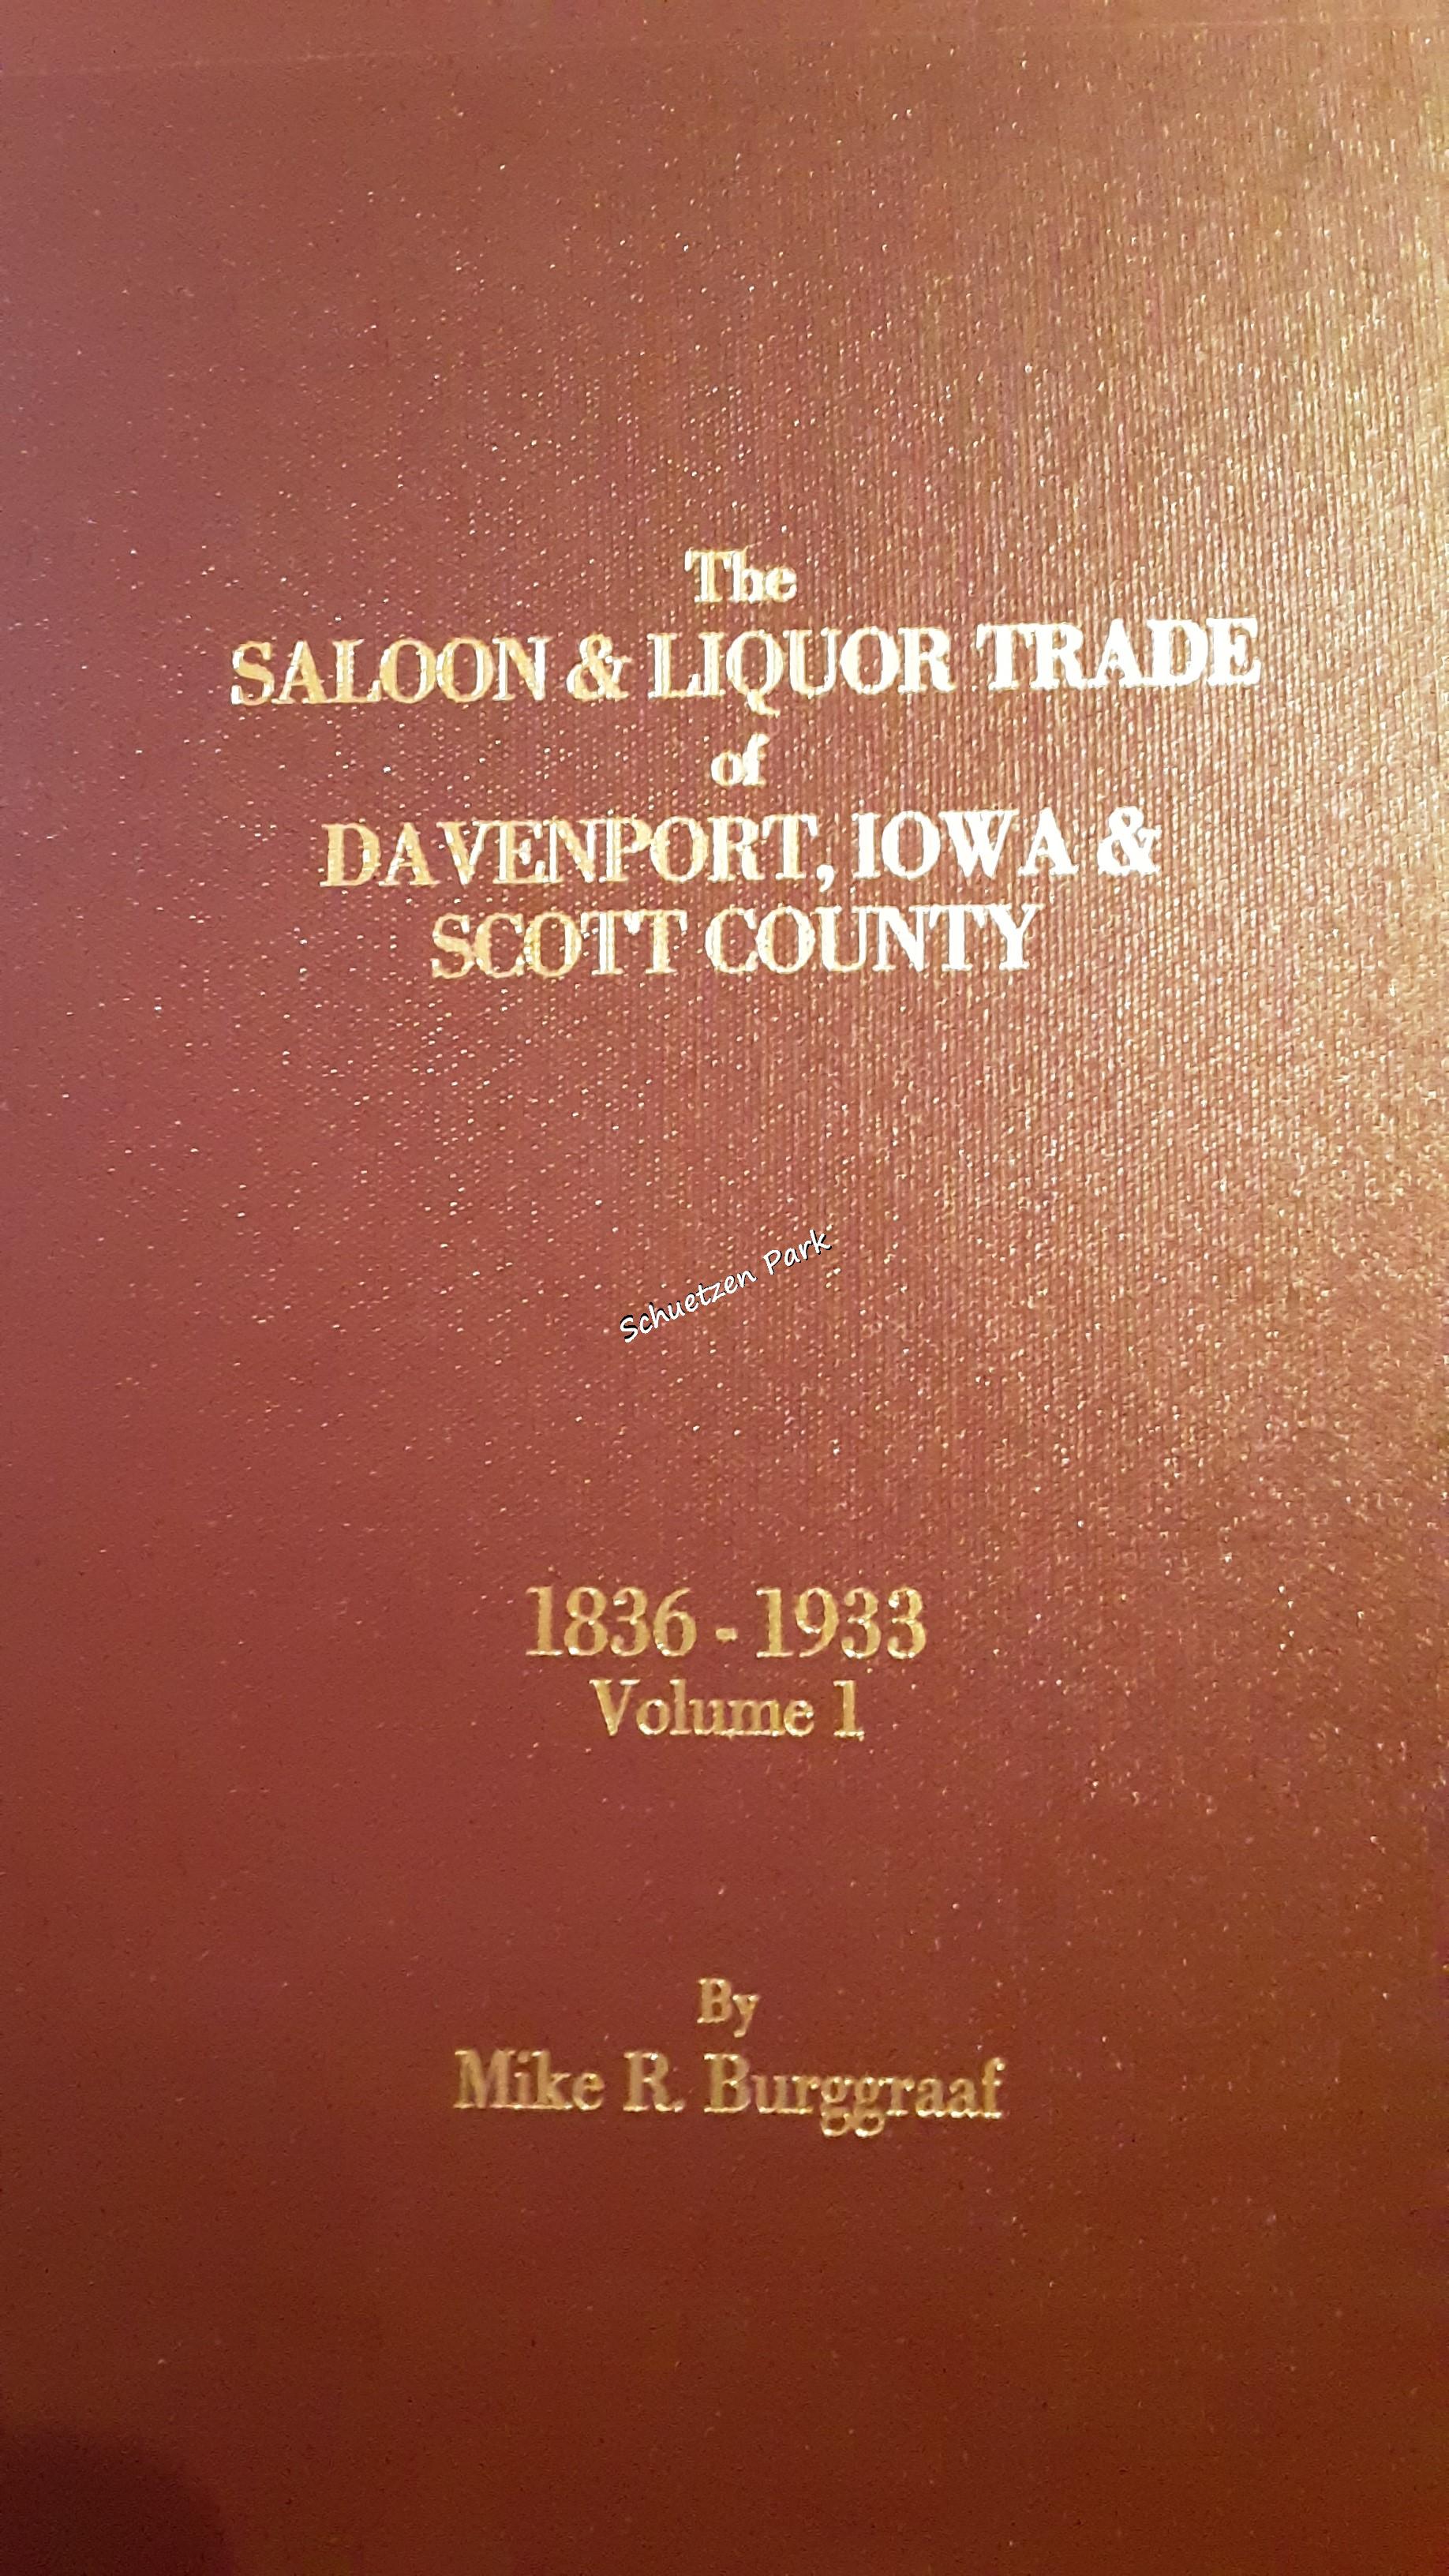 The
SALOON & LIQUOR TRADE
of
DAVENPORT, IOWA &
SCOTT COUNTY
Schuetzen Park
1836 - 1933
Volume 1
By
Mike R. Burggraaf